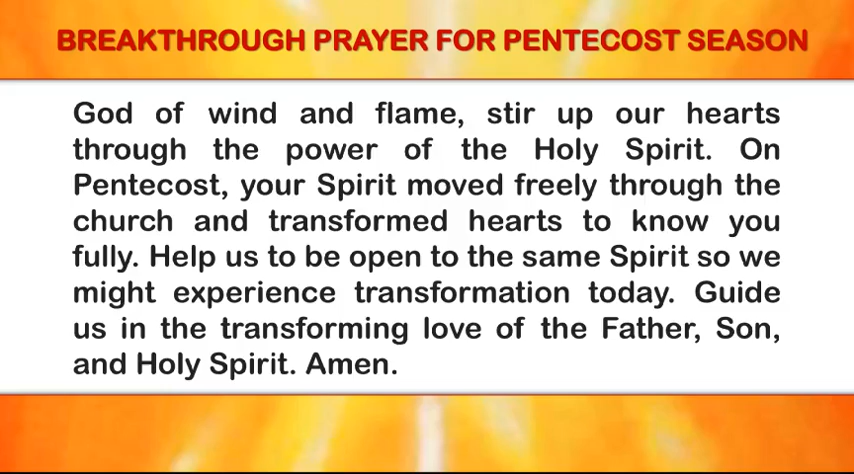 BREAKTHROUGH PRAYER FOR PENTECOST SEASON
God of wind and flame, stir up our hearts
through the power of the Holy Spirit. On
Pentecost, your Spirit moved freely through the
church and transformed hearts to know you
fully. Help us to be open to the same Spirit so we
might experience transformation today. Guide
us in the transforming love of the Father, Son,
and Holy Spirit. Amen.